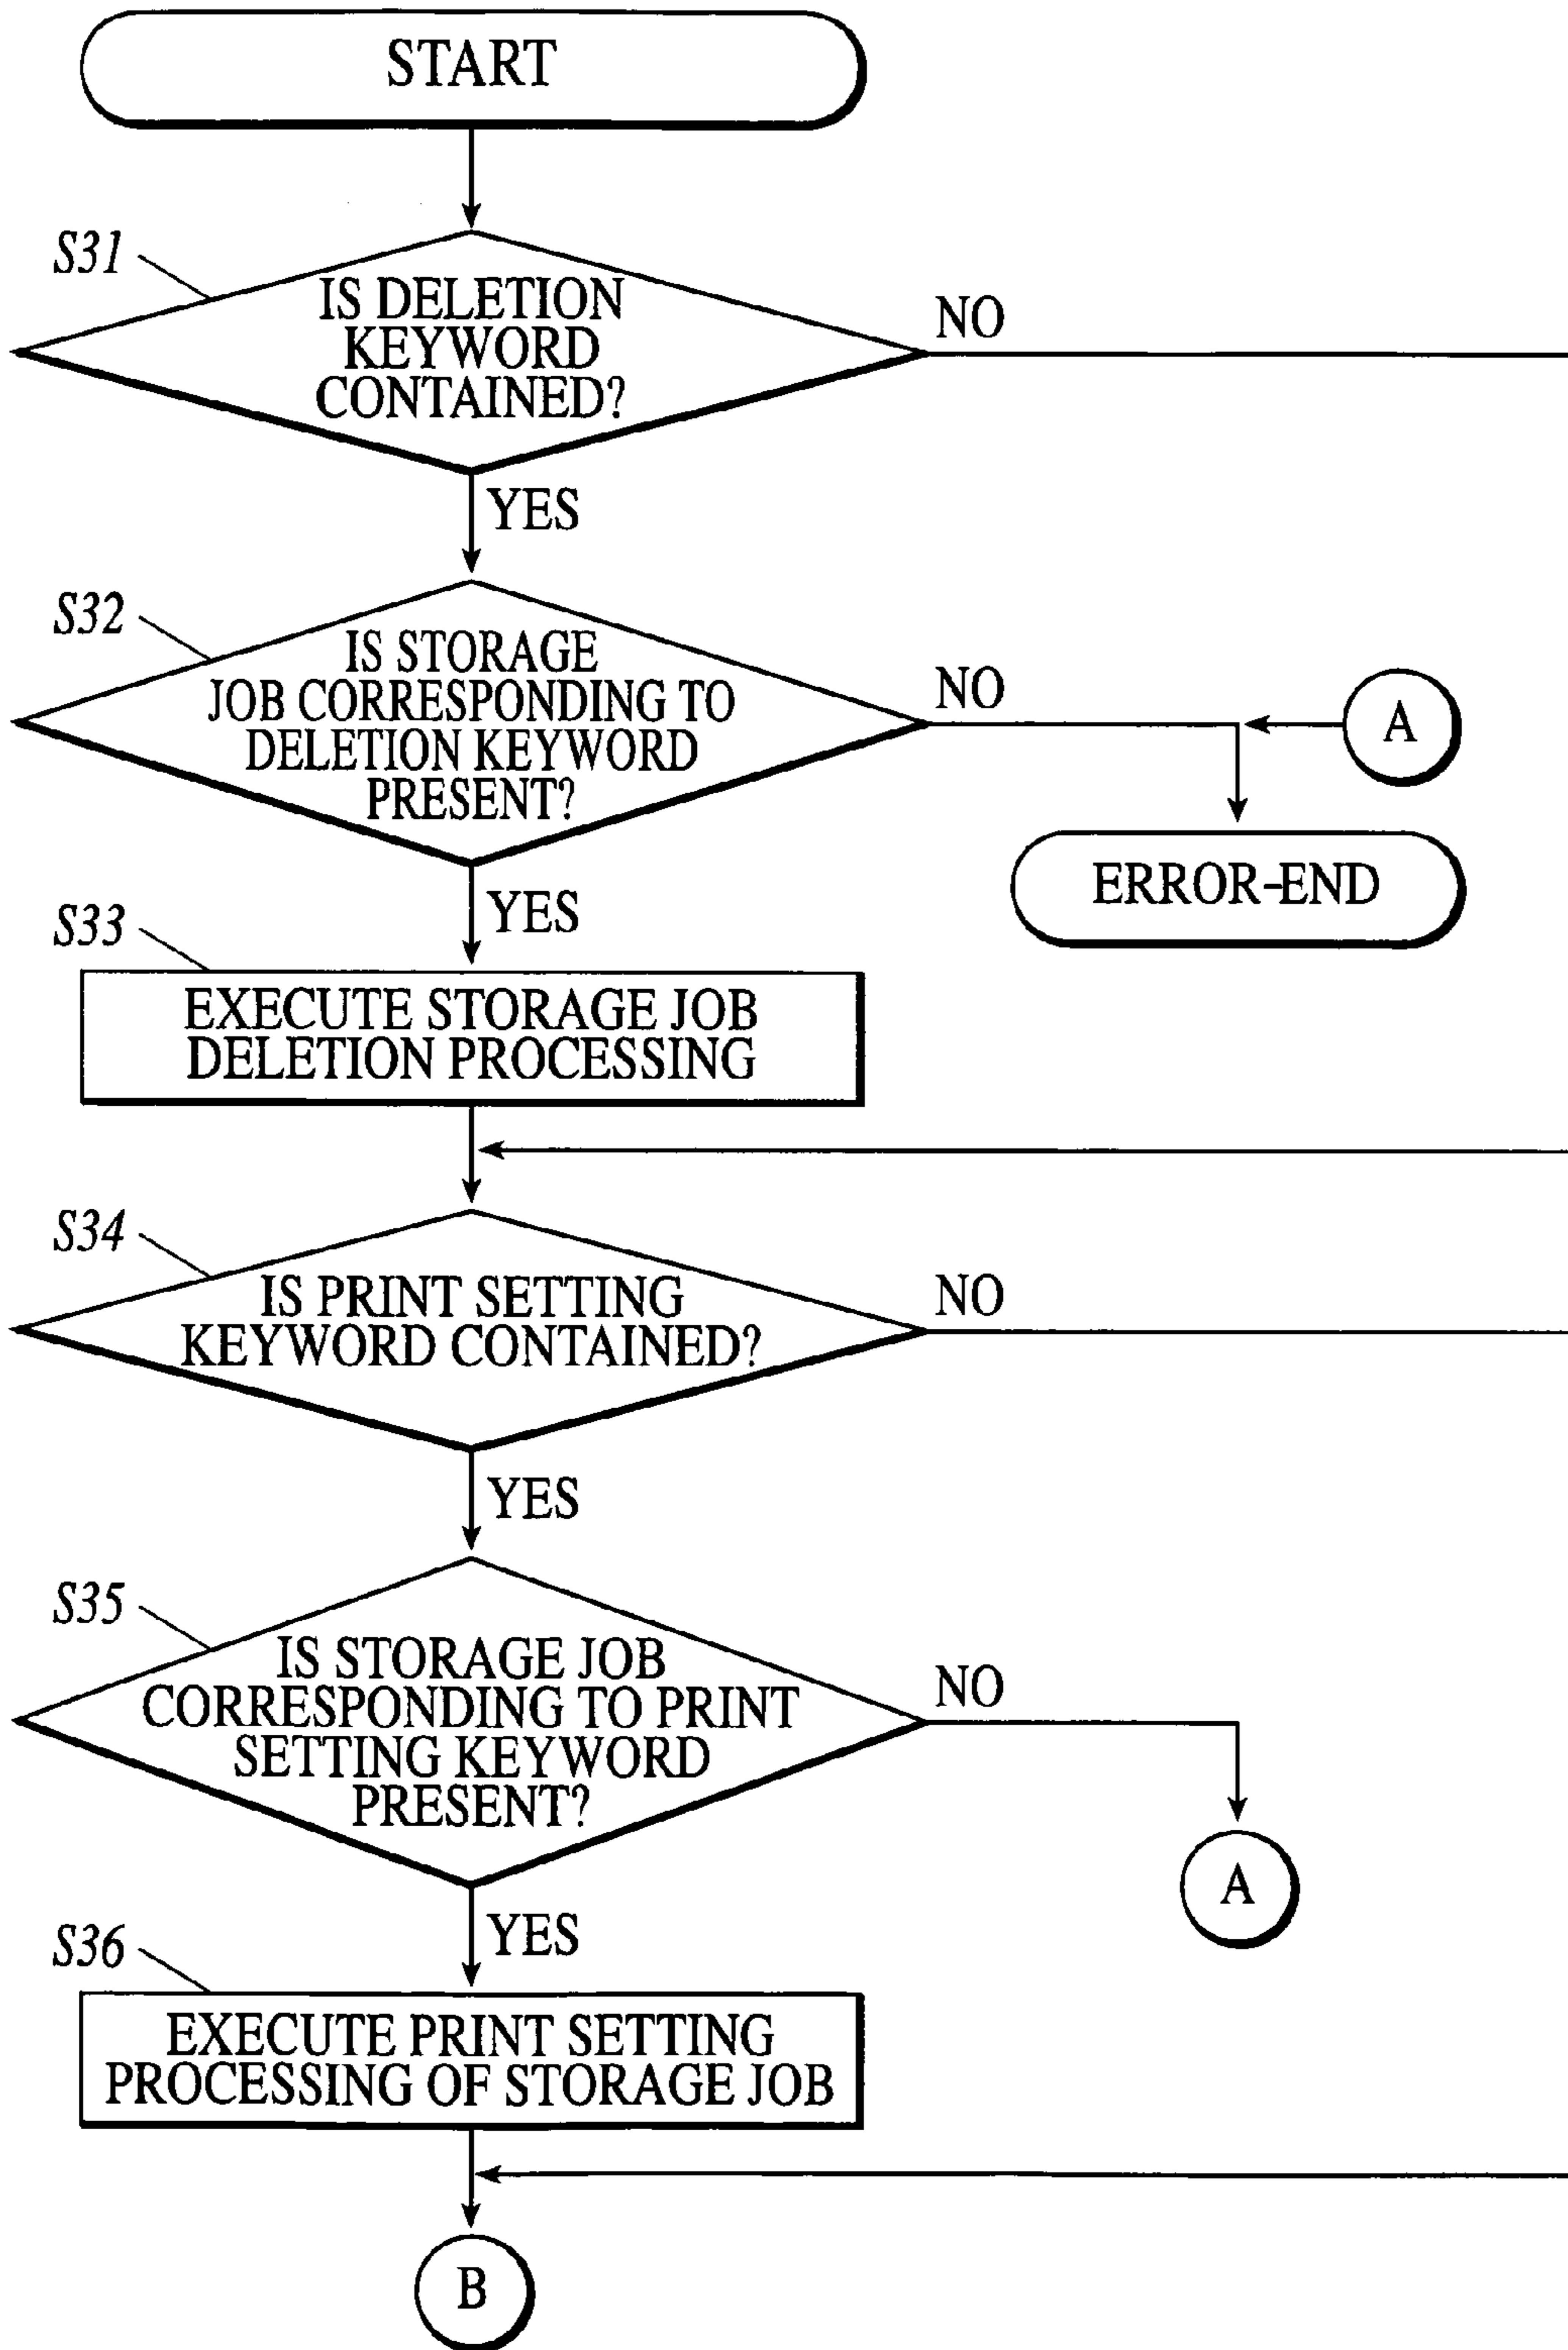 START
S31
IS DELETION
KEYWORD
CONTAINED?
NO
YES
S32
IS STORAGE
JOB CORRESPONDING TO
DELETION KEYWORD
PRESENT?
NO
A
ERROR-END
YES
S33
EXECUTE STORAGE JOB
DELETION PROCESSING
S34
IS PRINT SETTING
KEYWORD CONTAINED?
NO
YES
S35
IS STORAGE JOB
CORRESPONDING TO PRINT
SETTING KEYWORD
PRESENT?
NO
A
YES
S36
EXECUTE PRINT SETTING
PROCESSING OF STORAGE JOB
B